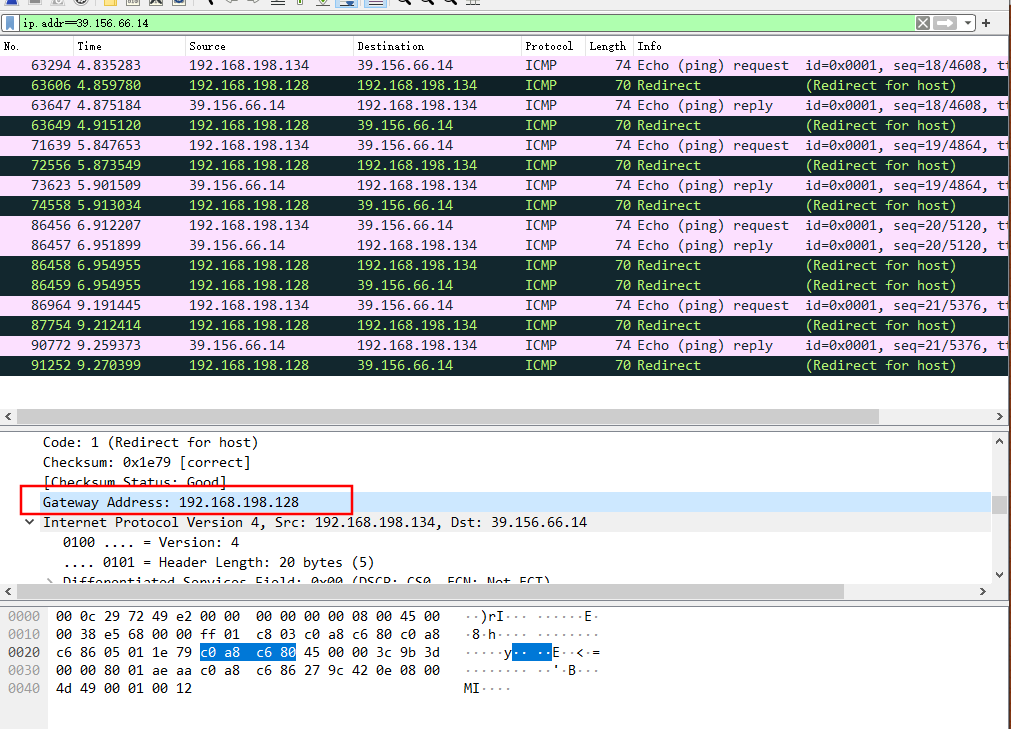 ip.addr==39.156.66.14
No. Time Source Destination Protocol Length Info
63294 4.835283 192.168.198.134 39.156.66.14 ICMP 74 Echo (ping) request id=0x0001, seq=18/4608, tt
63606 4.859780 192.168.198.128 192.168.198.134 ICMP 70 Redirect (Redirect for host)
63647 4.875184 39.156.66.14 192.168.198.134 ICMP 74 Echo (ping) reply id=0x0001, seq=18/4608, tt
63649 4.915120 192.168.198.128 39.156.66.14 ICMP 70 Redirect (Redirect for host)
71639 5.847653 192.168.198.134 39.156.66.14 ICMP 74 Echo (ping) request id=0x0001, seq=19/4864, tt
72556 5.873549 192.168.198.128 192.168.198.134 ICMP 70 Redirect (Redirect for host)
73623 5.901509 39.156.66.14 192.168.198.134 ICMP 74 Echo (ping) reply id=0x0001, seq=19/4864, tt
74558 5.913034 192.168.198.128 39.156.66.14 ICMP 70 Redirect (Redirect for host)
86456 6.912207 192.168.198.134 39.156.66.14 ICMP 74 Echo (ping) request id=0x0001, seq=20/5120, tt
86457 6.951899 39.156.66.14 192.168.198.134 ICMP 74 Echo (ping) reply id=0x0001, seq=20/5120, tt
86458 6.954955 192.168.198.128 192.168.198.134 ICMP 70 Redirect (Redirect for host)
86459 6.954955 192.168.198.128 39.156.66.14 ICMP 70 Redirect (Redirect for host)
86964 9.191445 192.168.198.134 39.156.66.14 ICMP 74 Echo (ping) request id=0x0001, seq=21/5376, tt
87754 9.212414 192.168.198.128 192.168.198.134 ICMP 70 Redirect (Redirect for host)
90772 9.259373 39.156.66.14 192.168.198.134 ICMP 74 Echo (ping) reply id=0x0001, seq=21/5376, tt
91252 9.270399 192.168.198.128 39.156.66.14 ICMP 70 Redirect (Redirect for host)
Code: 1 (Redirect for host)
Checksum: 0x1e79 [correct]
[Checksum Status: Good]
Gateway Address: 192.168.198.128
Internet Protocol Version 4, Src: 192.168.198.134, Dst: 39.156.66.14
0100 .... = Version: 4
.... 0101 = Header Length: 20 bytes (5)
Differentiated Services Field: 0x00 (DSCP: CS0, ECN: Not-ECT)
0000 00 0c 29 72 49 e2 00 00 00 00 00 00 08 00 45 00 ··)rI··· ······E·
0010 00 38 e5 68 00 00 ff 01 c8 03 c0 a8 c6 80 c0 a8 ·8·h···· ········
0020 c6 86 05 01 1e 79 c0 a8 c6 80 45 00 00 3c 9b 3d ·····y·· ··E··<·=
0030 00 00 80 01 ae aa c0 a8 c6 86 27 9c 42 0e 08 00 ········ ··'·B···
0040 4d 49 00 01 00 12 MI····